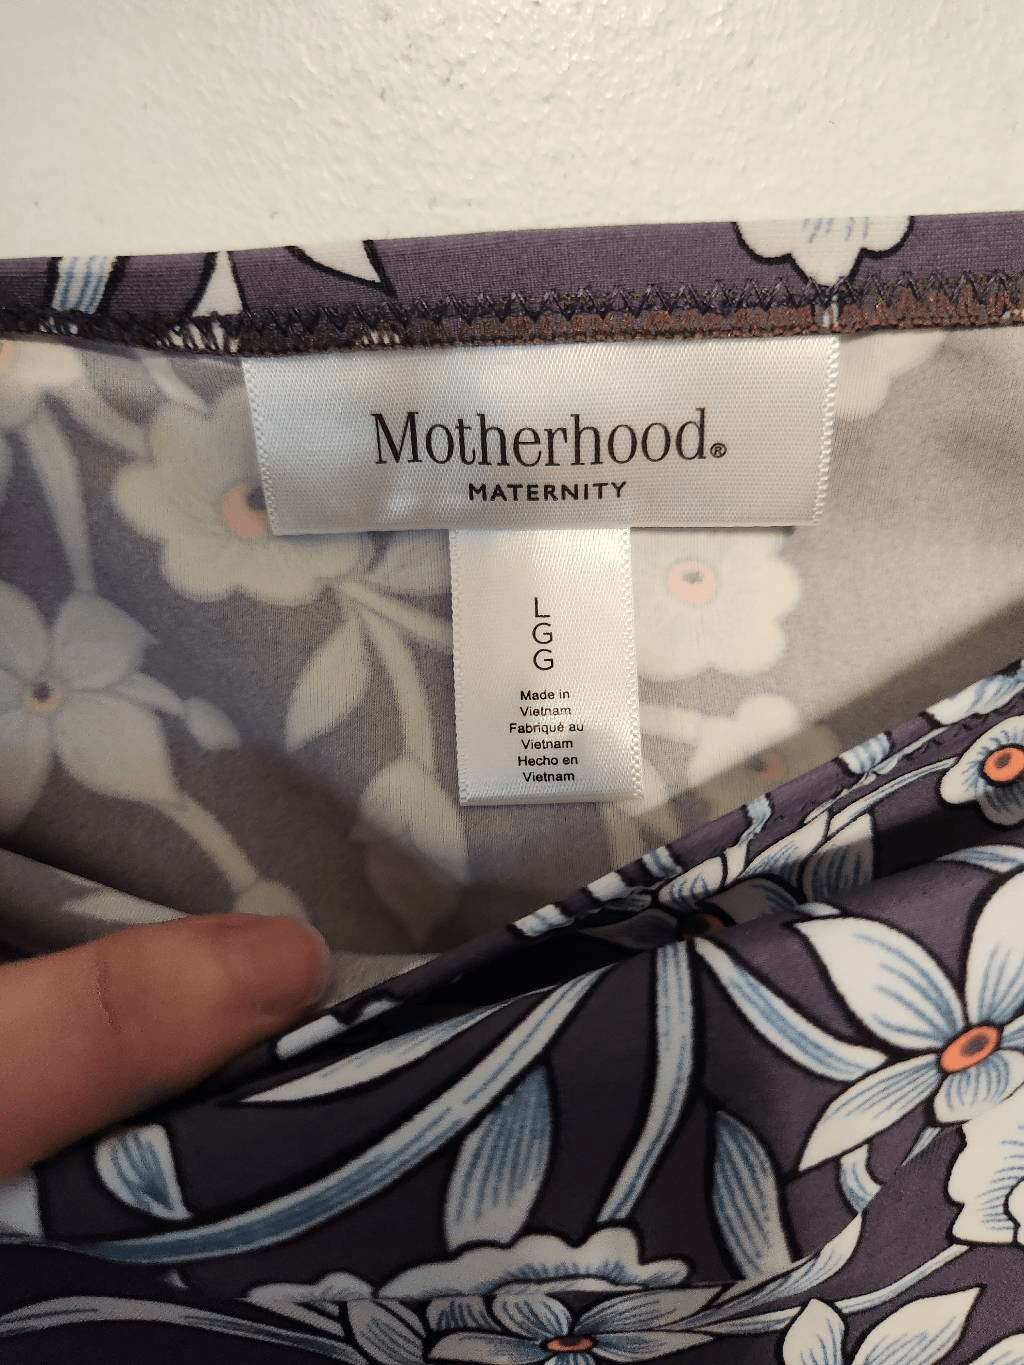 Motherhood®
MATERNITY
L
G
G
Made in
Vietnam
Fabriqué au
Vietnam
Hecho en
Vietnam